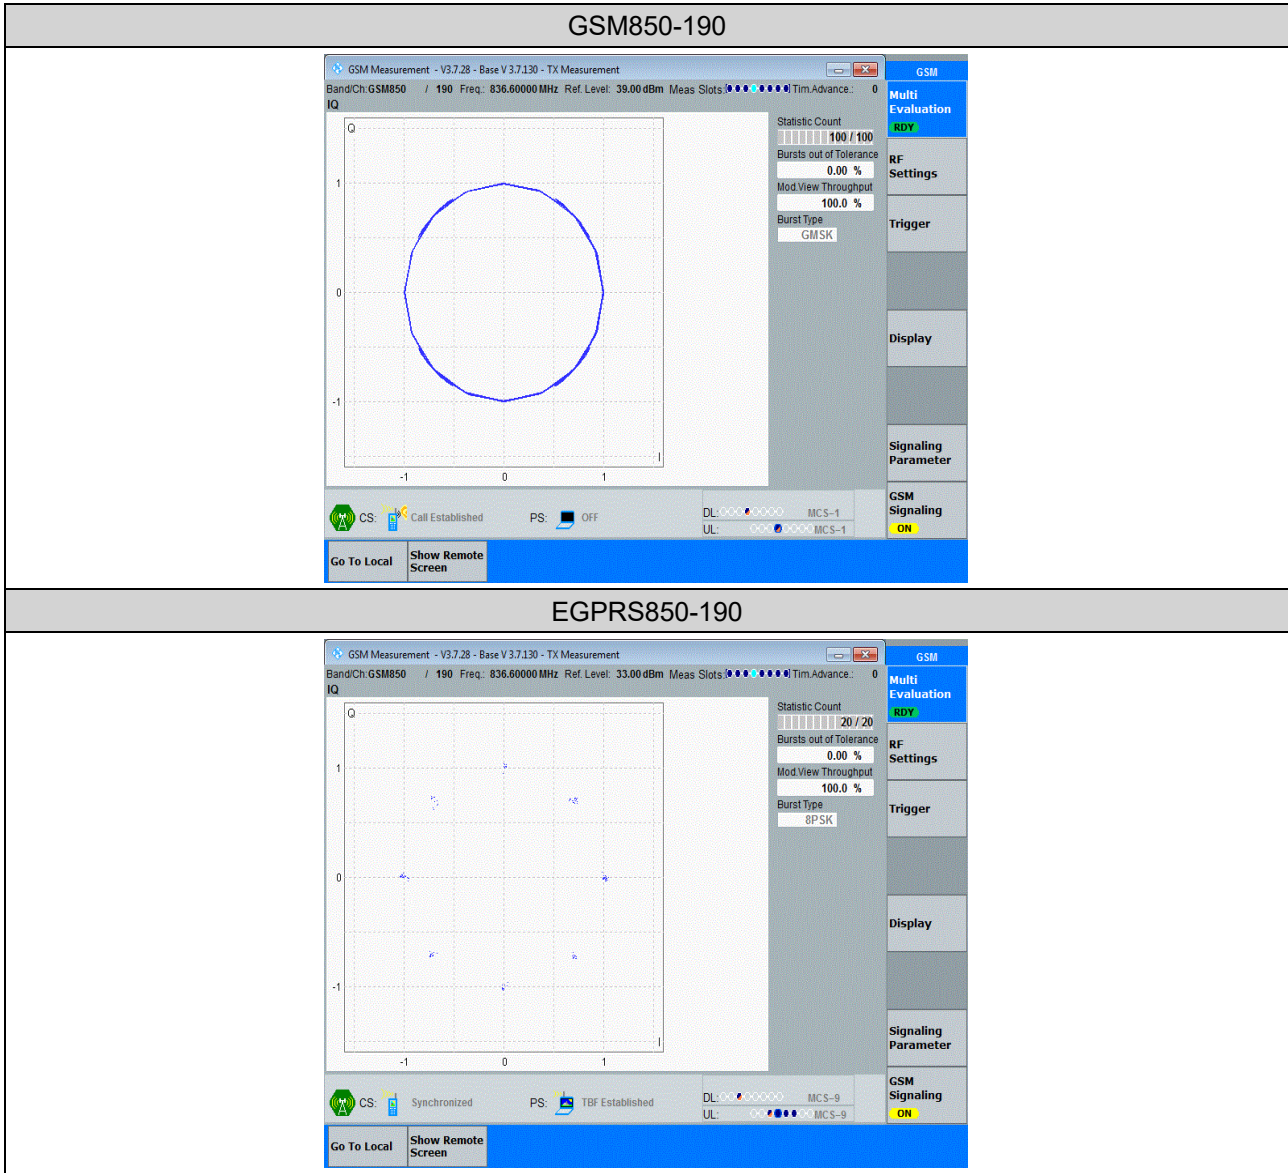 GSM850-190
GSM Measurement - V3.7.28 - Base V 3.7.130 - TX Measurement
GSM
Band/Ch: GSM850 / 190 Freq.: 836.60000 MHz Ref. Level: 39.00 dBm Meas Slots: Tim.Advance.: 0
IQ
Multi
Evaluation
RDY
Statistic Count
100 / 100
Bursts out of Tolerance
0.00 %
Mod.View Throughput
100.0 %
Burst Type
GMSK
Q
1
0
-1
I
-1 0 1
RF
Settings
Trigger
Display
Signaling
Parameter
GSM
Signaling
ON
CS: Call Established PS: OFF
DL: MCS-1
UL: MCS-1
Go To Local
Show Remote
Screen
EGPRS850-190
GSM Measurement - V3.7.28 - Base V 3.7.130 - TX Measurement
GSM
Band/Ch: GSM850 / 190 Freq.: 836.60000 MHz Ref. Level: 33.00 dBm Meas Slots: Tim.Advance.: 0
IQ
Multi
Evaluation
RDY
Statistic Count
20 / 20
Bursts out of Tolerance
0.00 %
Mod.View Throughput
100.0 %
Burst Type
8PSK
Q
1
0
-1
I
-1 0 1
RF
Settings
Trigger
Display
Signaling
Parameter
GSM
Signaling
ON
CS: Synchronized PS: TBF Established
DL: MCS-9
UL: MCS-9
Go To Local
Show Remote
Screen